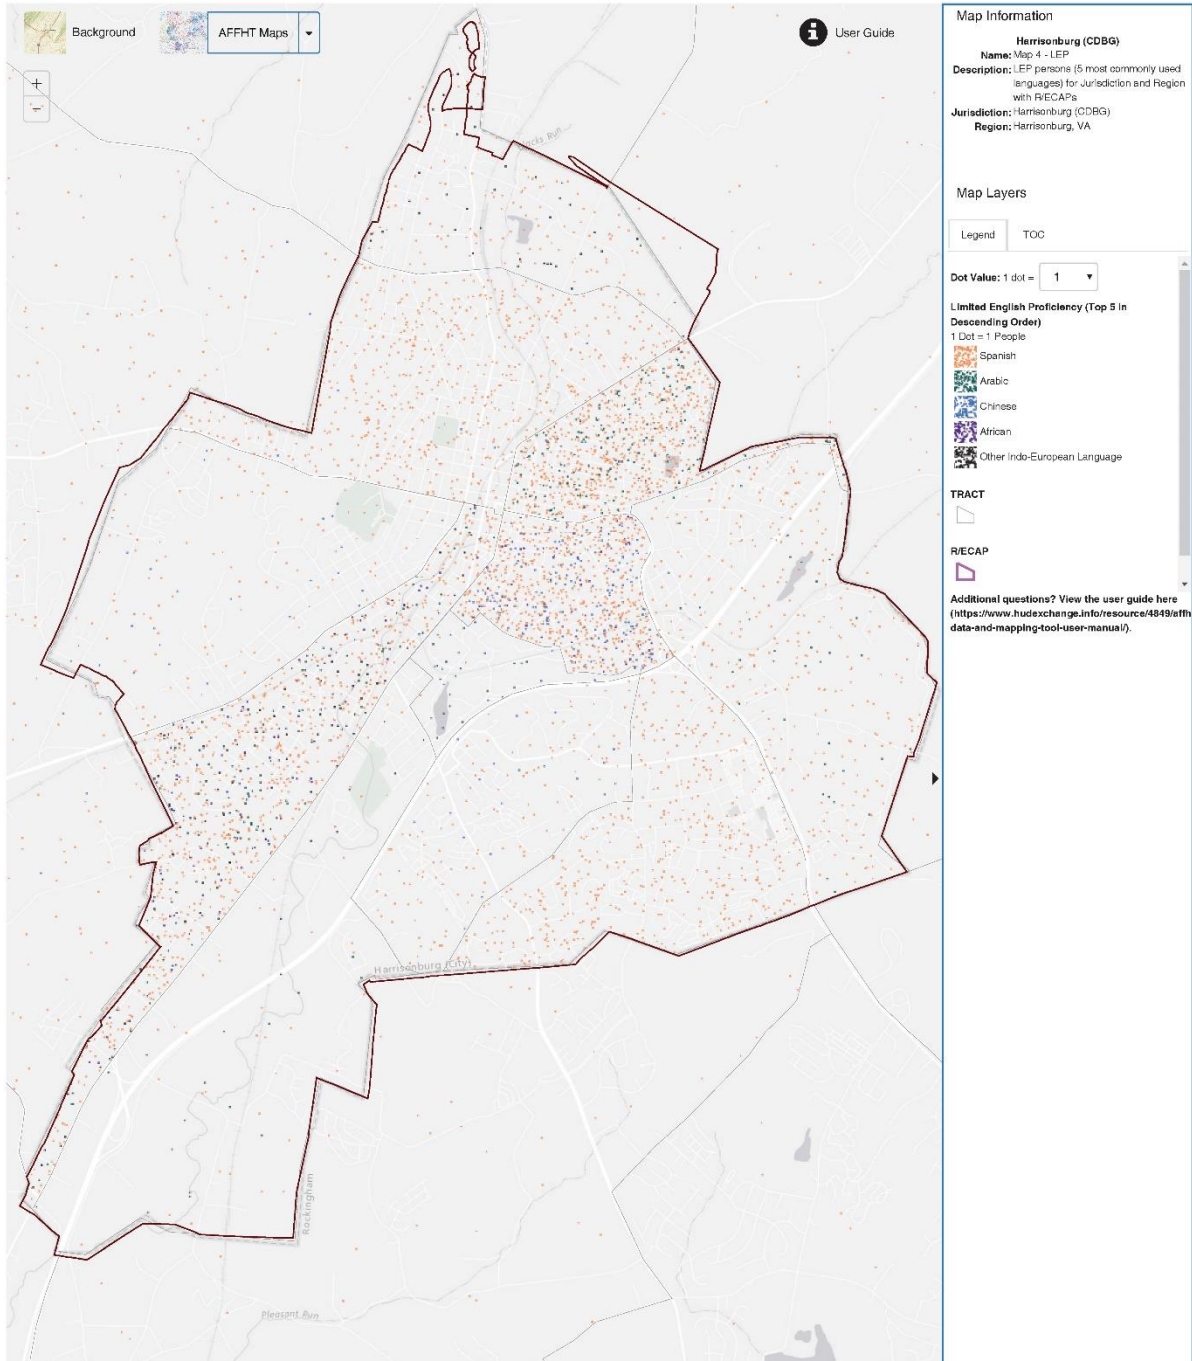 Background
AFFHT Maps
User Guide
+
−
Blacks Run
Harrisonburg (City)
Rockingham
Pleasant Run
Map Information
Harrisonburg (CDBG)
Name: Map 4 - LEP
Description: LEP persons (5 most commonly used
languages) for Jurisdiction and Region
with R/ECAPs
Jurisdiction: Harrisonburg (CDBG)
Region: Harrisonburg, VA
Map Layers
Legend TOC
Dot Value: 1 dot = 1
Limited English Proficiency (Top 5 in
Descending Order)
1 Dot = 1 People
Spanish
Arabic
Chinese
African
Other Indo-European Language
TRACT
R/ECAP
Additional questions? View the user guide here
(https://www.hudexchange.info/resource/4849/affh
data-and-mapping-tool-user-manual/).